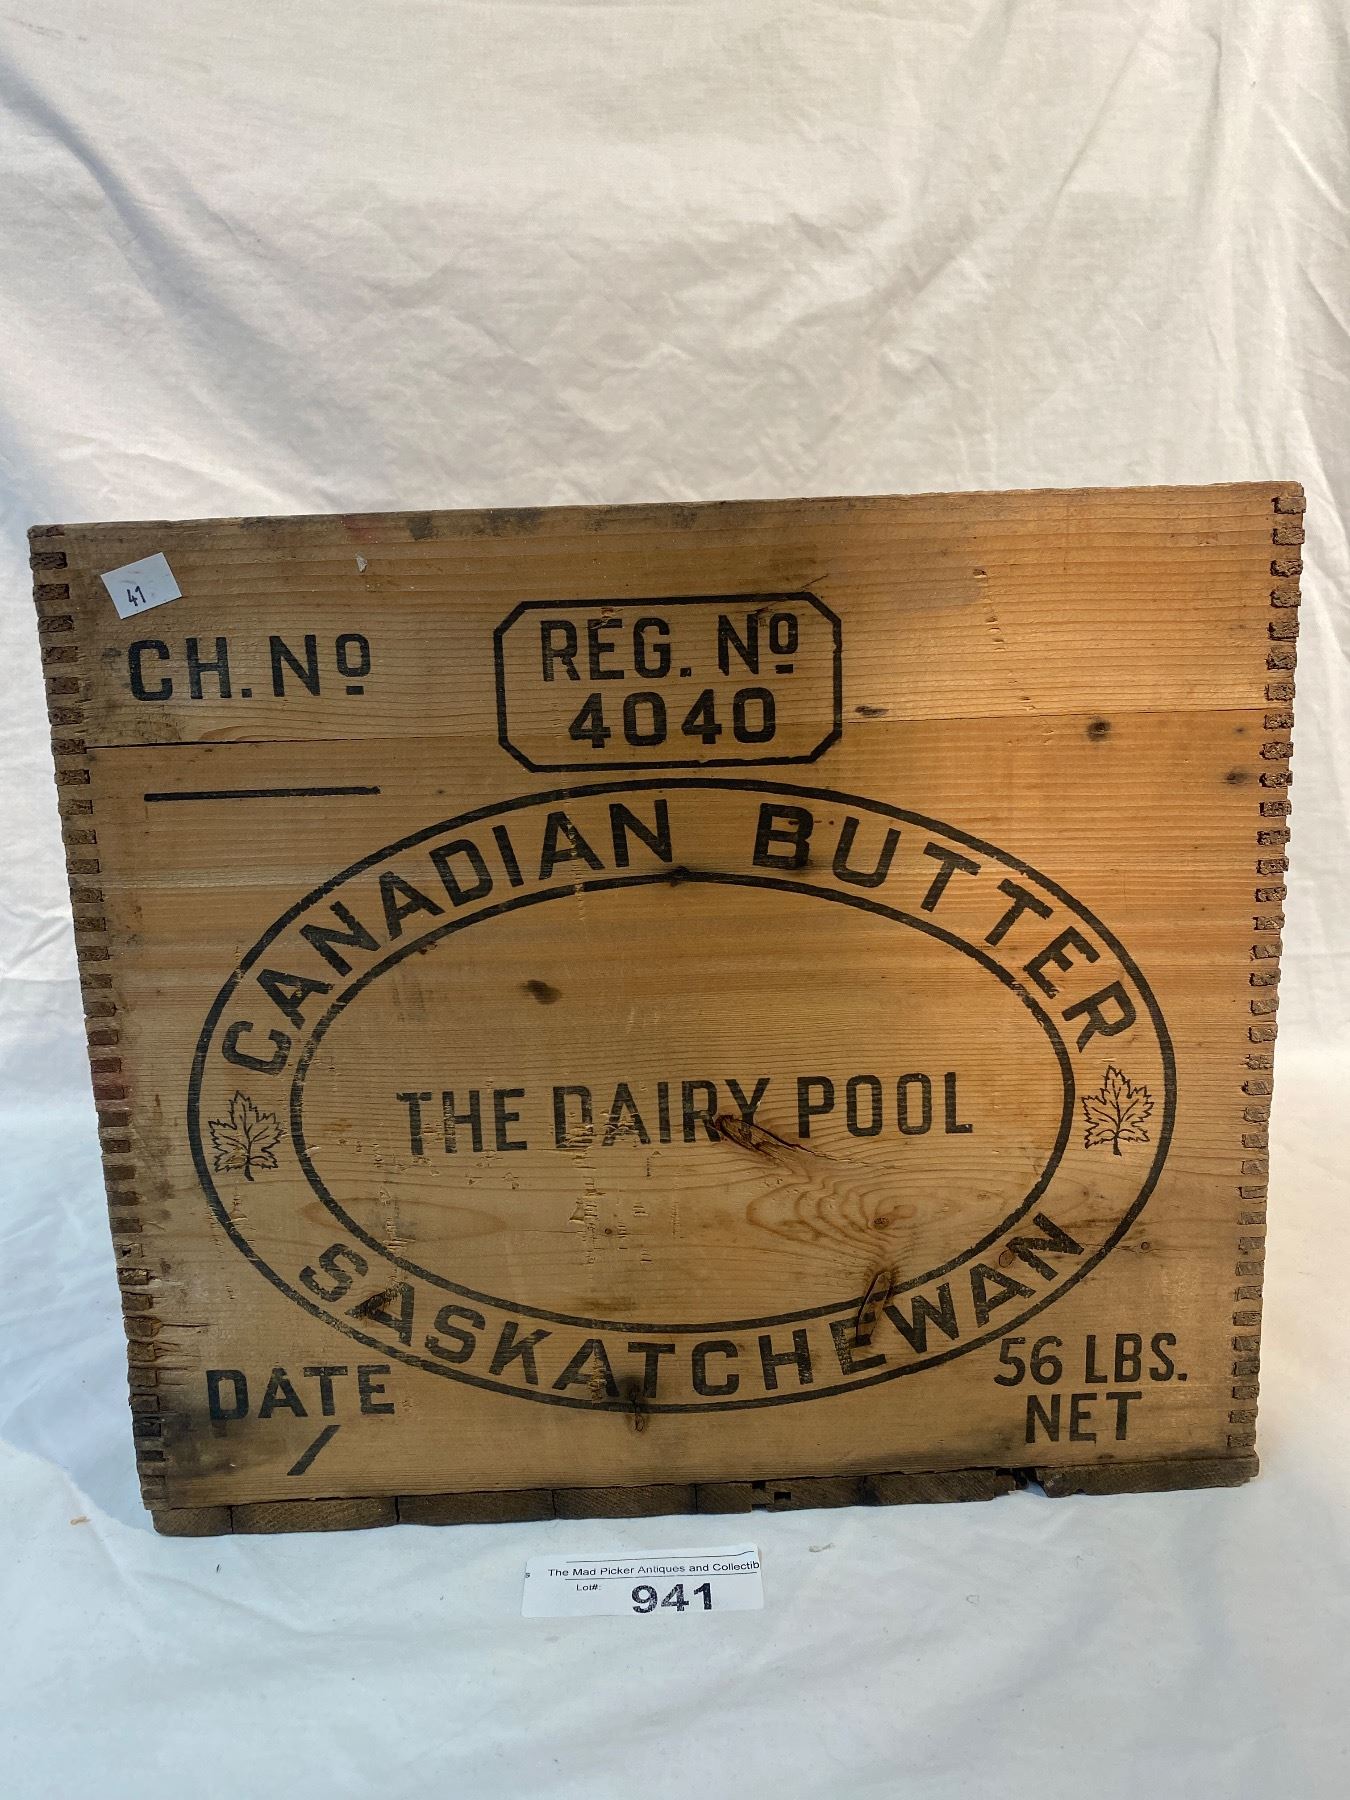 41
CH. Nº
REG. Nº
4040
CANADIAN BUTTER
THE DAIRY POOL
SASKATCHEWAN
DATE
/
56 LBS.
NET
s The Mad Picker Antiques and Collectib
Lot#: 941